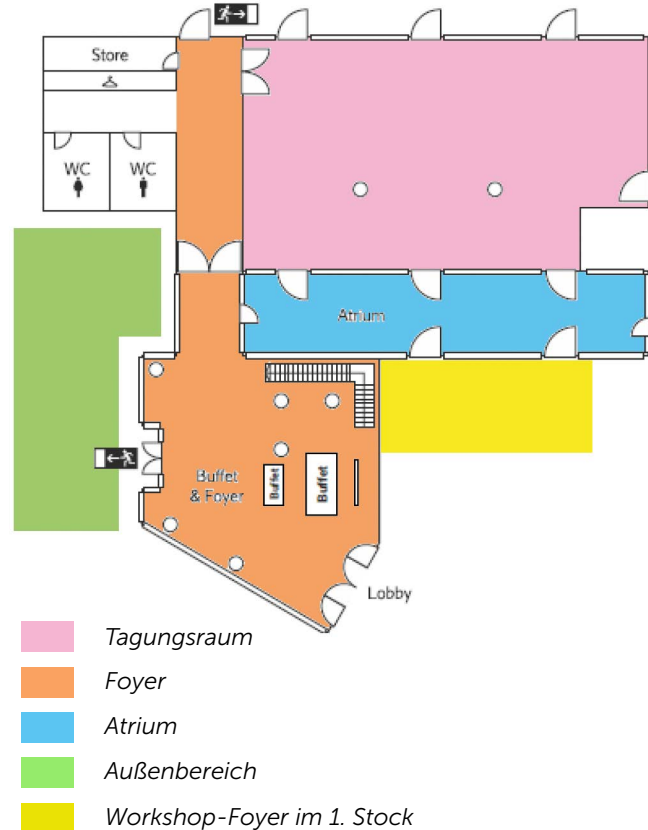 Store
WC
WC
Atrium
Buffet
& Foyer
Buffet
Buffet
Lobby
Tagungsraum
Foyer
Atrium
Außenbereich
Workshop-Foyer im 1. Stock